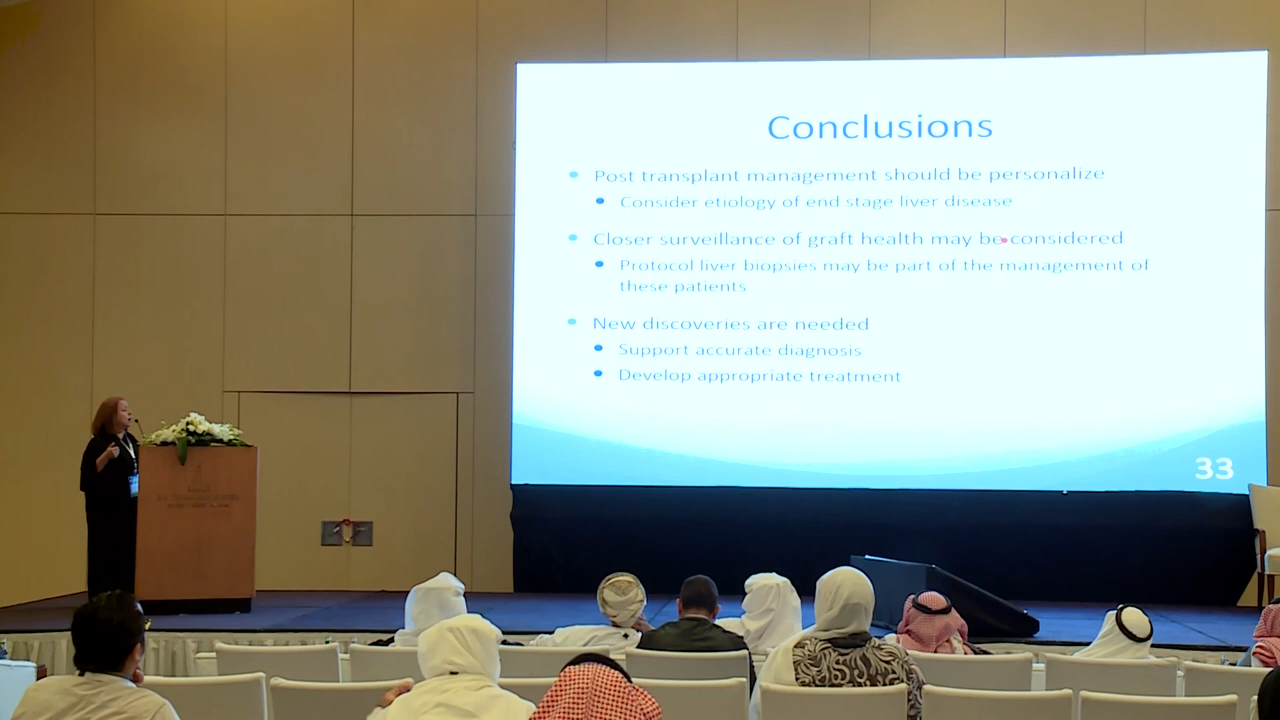 Conclusions
Post transplant management should be personalize
Consider etiology of end stage liver disease
Closer surveillance of graft health may be considered
Protocol liver biopsies may be part of the management of
these patients
New discoveries are needed
Support accurate diagnosis
Develop appropriate treatment
33